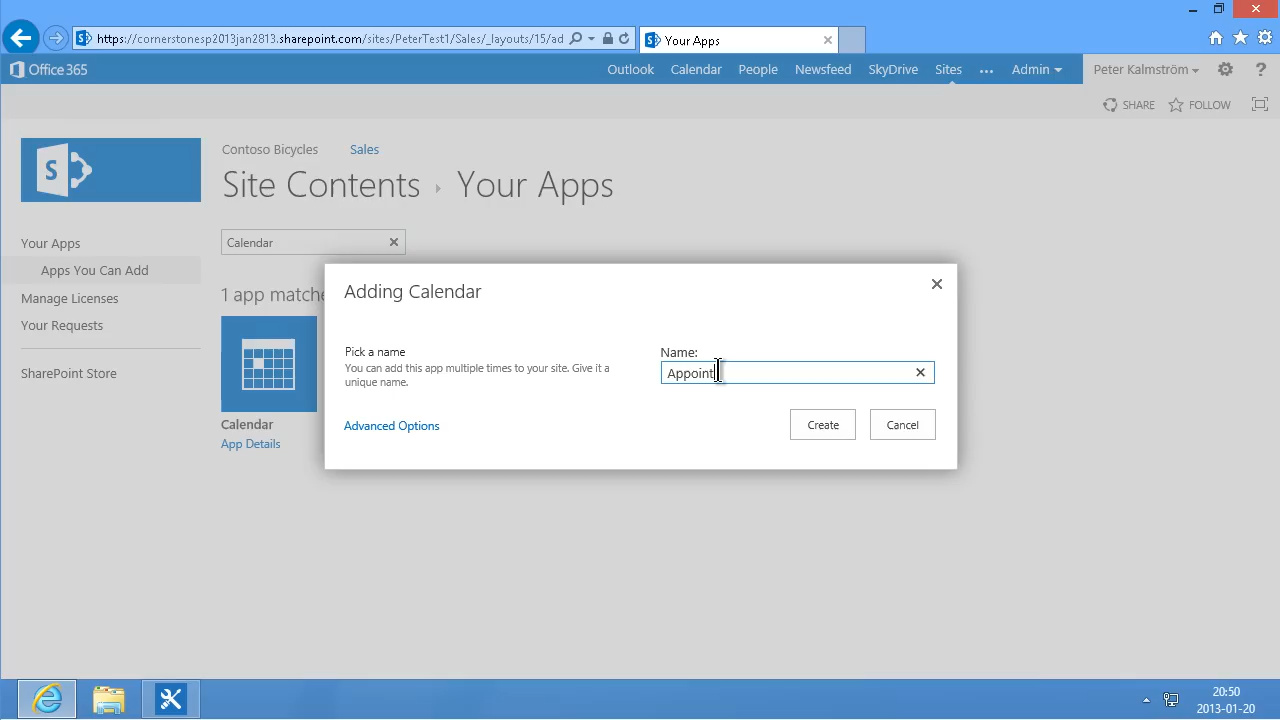 https://cornerstonesp2013jan2813.sharepoint.com/sites/PeterTest1/Sales/_layouts/15/ad
Your Apps
Office 365
Outlook Calendar People Newsfeed SkyDrive Sites ... Admin
Peter Kalmström
?
SHARE FOLLOW
S
Contoso Bicycles Sales
Site Contents Your Apps
Calendar
Your Apps
Apps You Can Add
Manage Licenses
Your Requests
SharePoint Store
1 app matche
Calendar
App Details
Adding Calendar
Pick a name
You can add this app multiple times to your site. Give it a
unique name.
Name:
Appoint
Advanced Options
Create
Cancel
20:50
2013-01-20